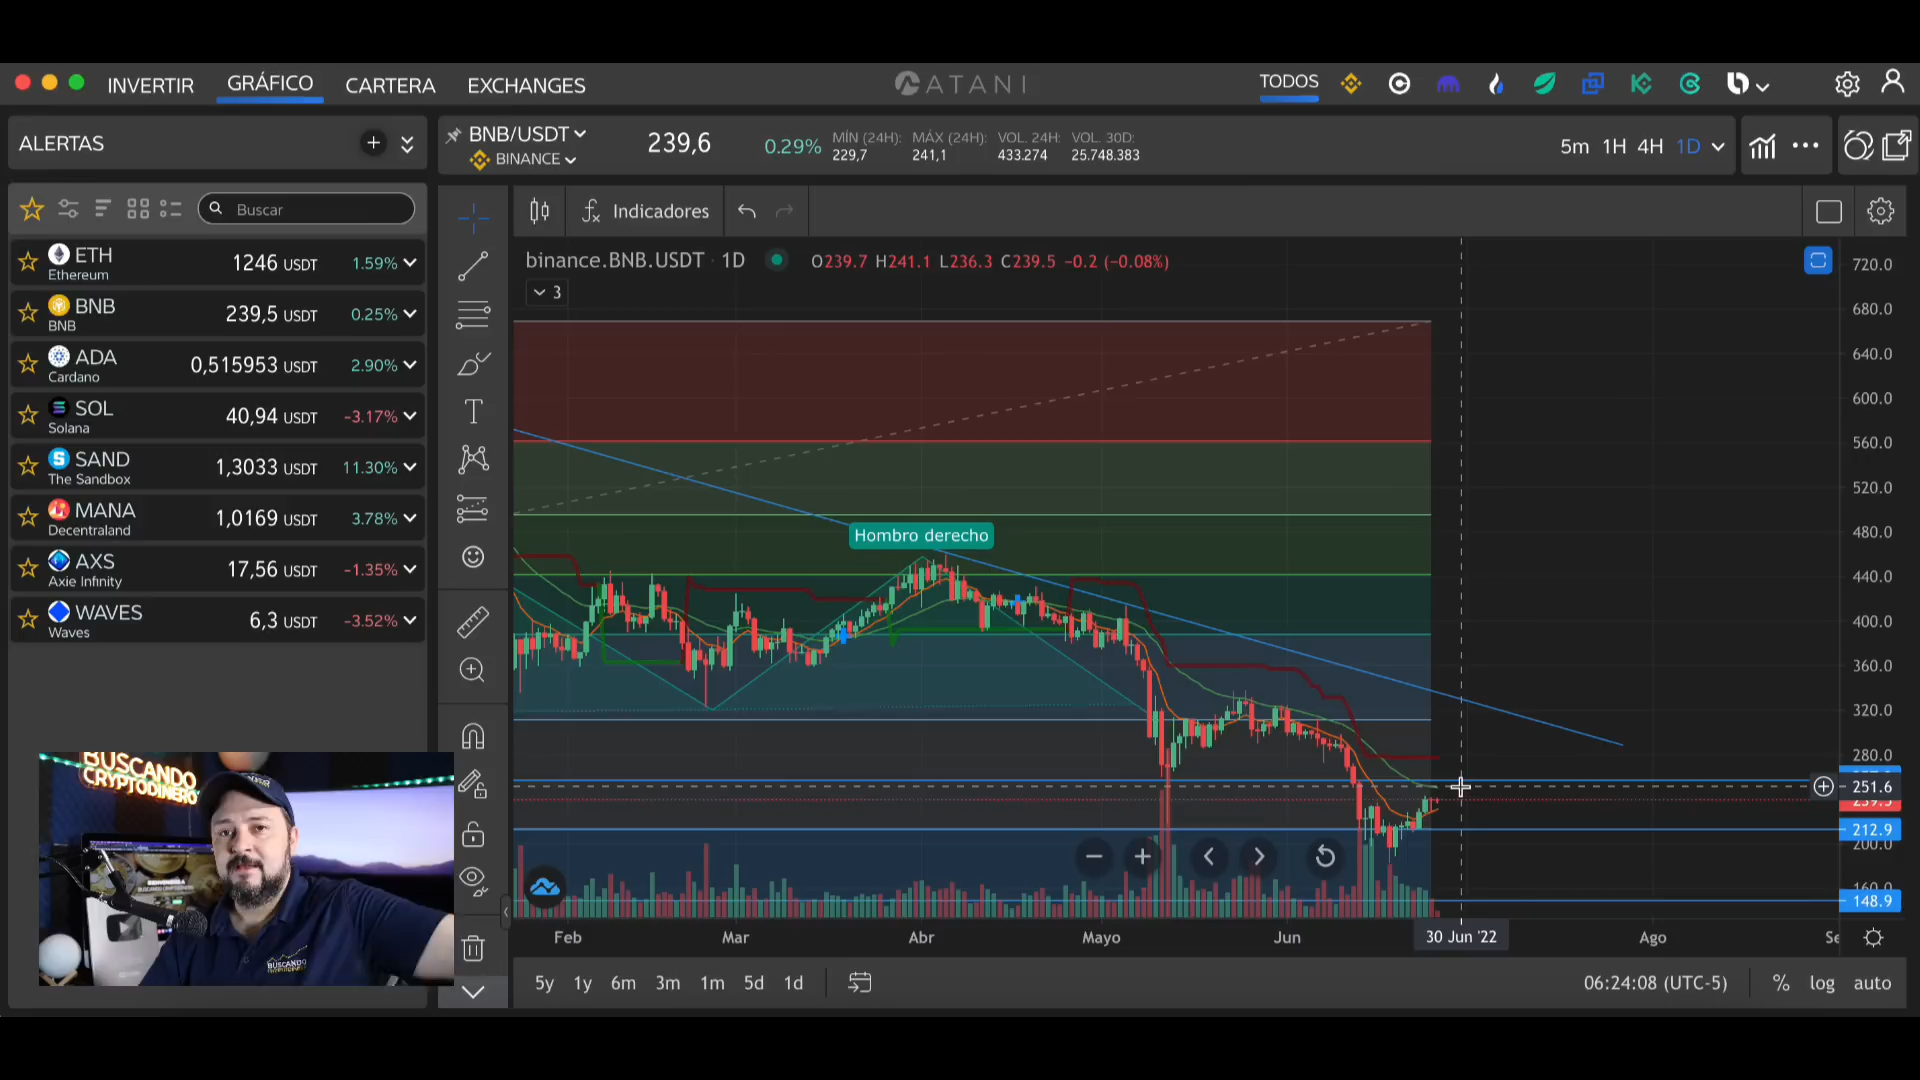 INVERTIR GRÁFICO CARTERA EXCHANGES ATANI TODOS
ALERTAS
BNB/USDT 239,6 0.29% MÍN (24H): MÁX (24H): VOL. 24H: VOL. 30D: 5m 1H 4H 1D
BINANCE 229,7 241,1 433.274 25.748.383
Buscar
Indicadores
ETH 1246 USDT 1.59%
Ethereum
BNB 239,5 USDT 0.25%
BNB
ADA 0,515953 USDT 2.90%
Cardano
SOL 40,94 USDT -3.17%
Solana
SAND 1,3033 USDT 11.30%
The Sandbox
MANA 1,0169 USDT 3.78%
Decentraland
AXS 17,56 USDT -1.35%
Axie Infinity
WAVES 6,3 USDT -3.52%
Waves
binance.BNB.USDT · 1D O239.7 H241.1 L236.3 C239.5 −0.2 (−0.08%)
3
Hombro derecho
720.0
680.0
640.0
600.0
560.0
520.0
480.0
440.0
400.0
360.0
320.0
280.0
251.6
239.5
212.9
200.0
160.0
148.9
Feb Mar Abr Mayo Jun 30 Jun '22 Ago Se
5y 1y 6m 3m 1m 5d 1d 06:24:08 (UTC-5) % log auto
BUSCANDO
CRYPTODINERO
BUSCANDO